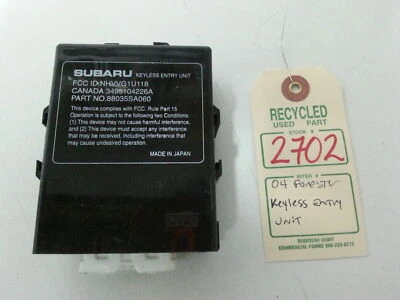 SUBARU KEYLESS ENTRY UNIT
FCC ID:NHVVG1U118
CANADA 3495104226A
PART NO.88035SA060
This device complies with FCC. Rule Part 15
Operation is subject to the following two Conditions:
(1) This device may not cause harmful interference,
and (2) This device must accept any interference
that may be received, including interference that
may cause undesired operation.
MADE IN JAPAN
RECYCLED
USED PART
STOCK #
2702
INTER #
04 Forester
Keyless Entry
Unit